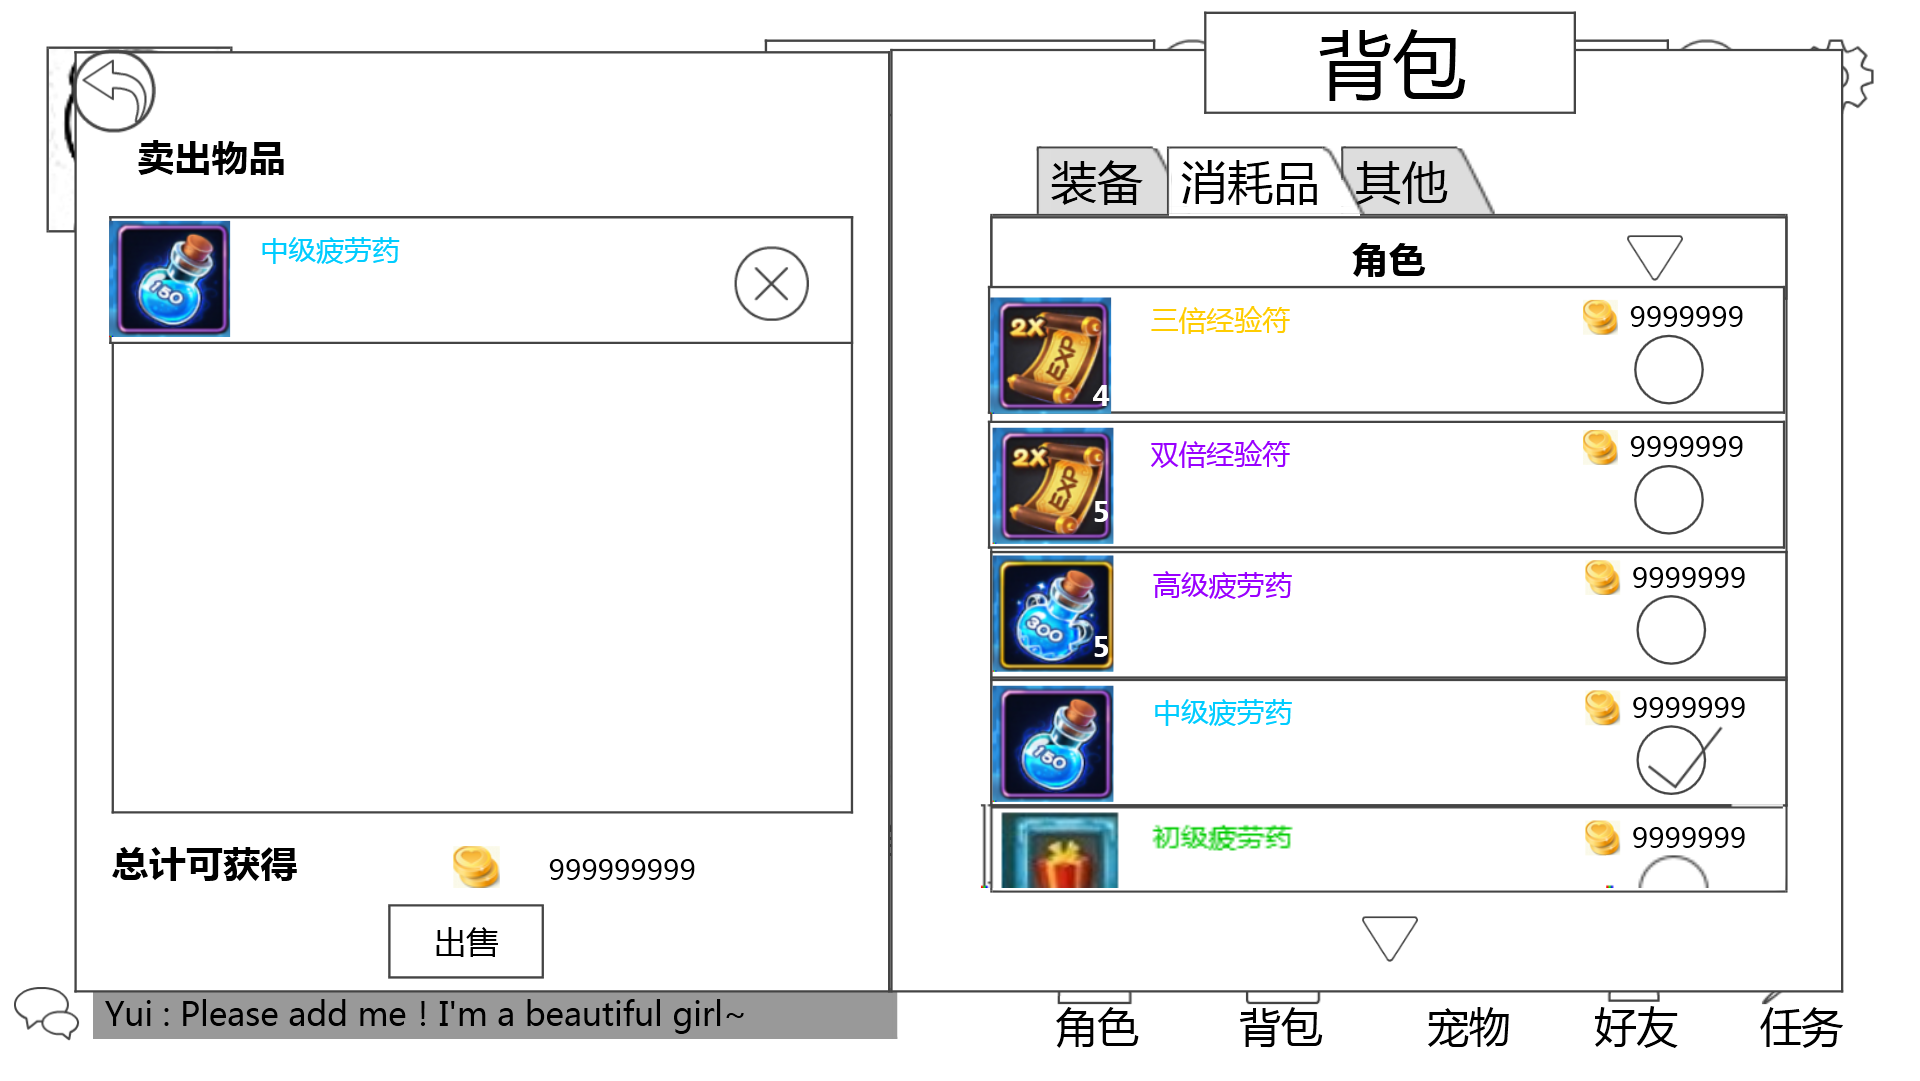 背包
卖出物品
中级疲劳药
150
总计可获得
999999999
出售
装备
消耗品
其他
角色
三倍经验符
9999999
2X
EXP
4
双倍经验符
9999999
2X
EXP
5
高级疲劳药
9999999
300
5
中级疲劳药
9999999
150
初级疲劳药
9999999
Yui : Please add me ! I'm a beautiful girl~
角色
背包
宠物
好友
任务